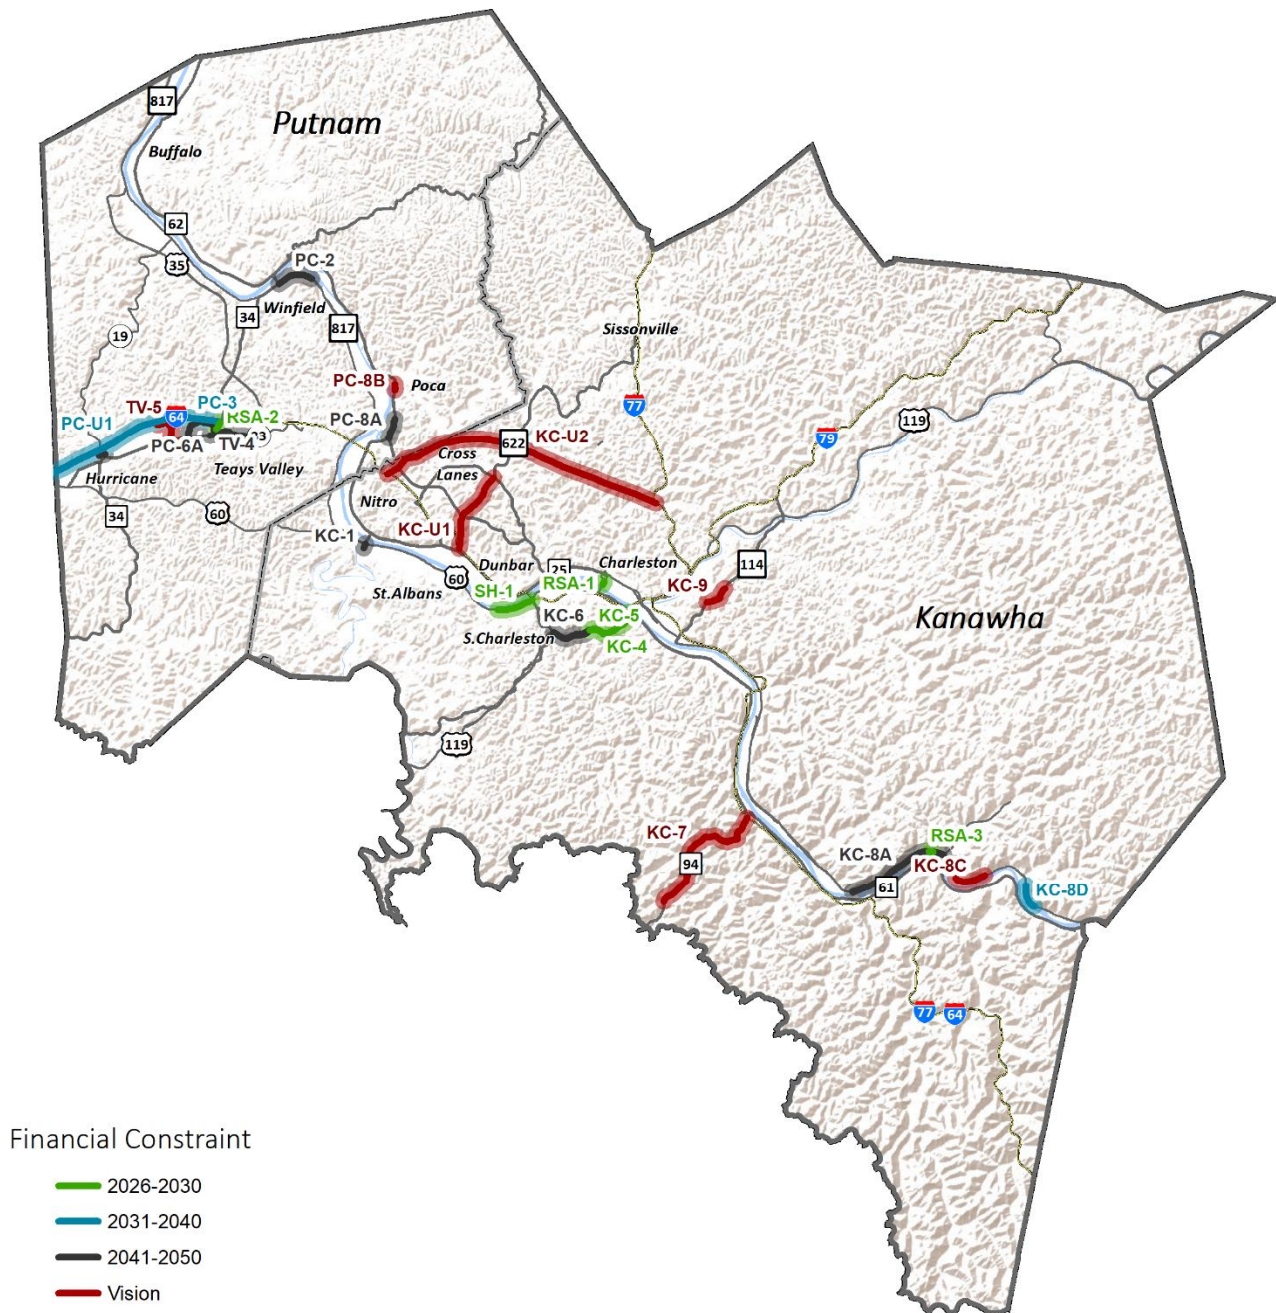 817
Putnam
Buffalo
62
35
PC-2
Winfield
34
817
19
Sissonville
PC-8B
Poca
77
119
TV-5
64
PC-3
PC-U1
RSA-2
PC-8A
79
PC-6A
TV-4
Teays Valley
Hurricane
622
KC-U2
Cross
Lanes
Nitro
34
60
KC-1
KC-U1
Dunbar
25
Charleston
114
60
St.Albans
SH-1
RSA-1
KC-9
KC-6
KC-5
S.Charleston
KC-4
Kanawha
119
KC-7
94
RSA-3
KC-8A
KC-8C
61
KC-8D
77
64
Financial Constraint
2026-2030
2031-2040
2041-2050
Vision